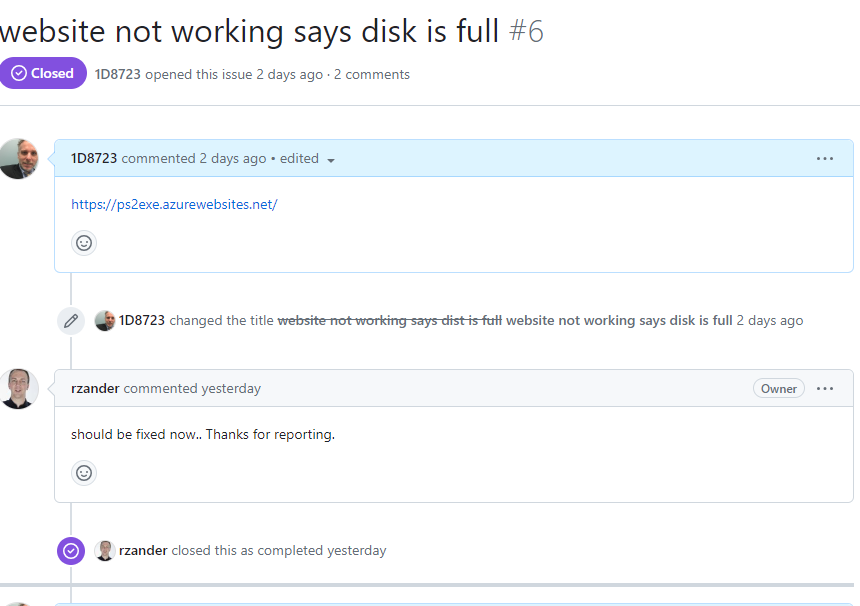 website not working says disk is full #6
Closed 1D8723 opened this issue 2 days ago · 2 comments
1D8723 commented 2 days ago • edited
https://ps2exe.azurewebsites.net/
1D8723 changed the title website not working says dist is full website not working says disk is full 2 days ago
rzander commented yesterday Owner
should be fixed now.. Thanks for reporting.
rzander closed this as completed yesterday